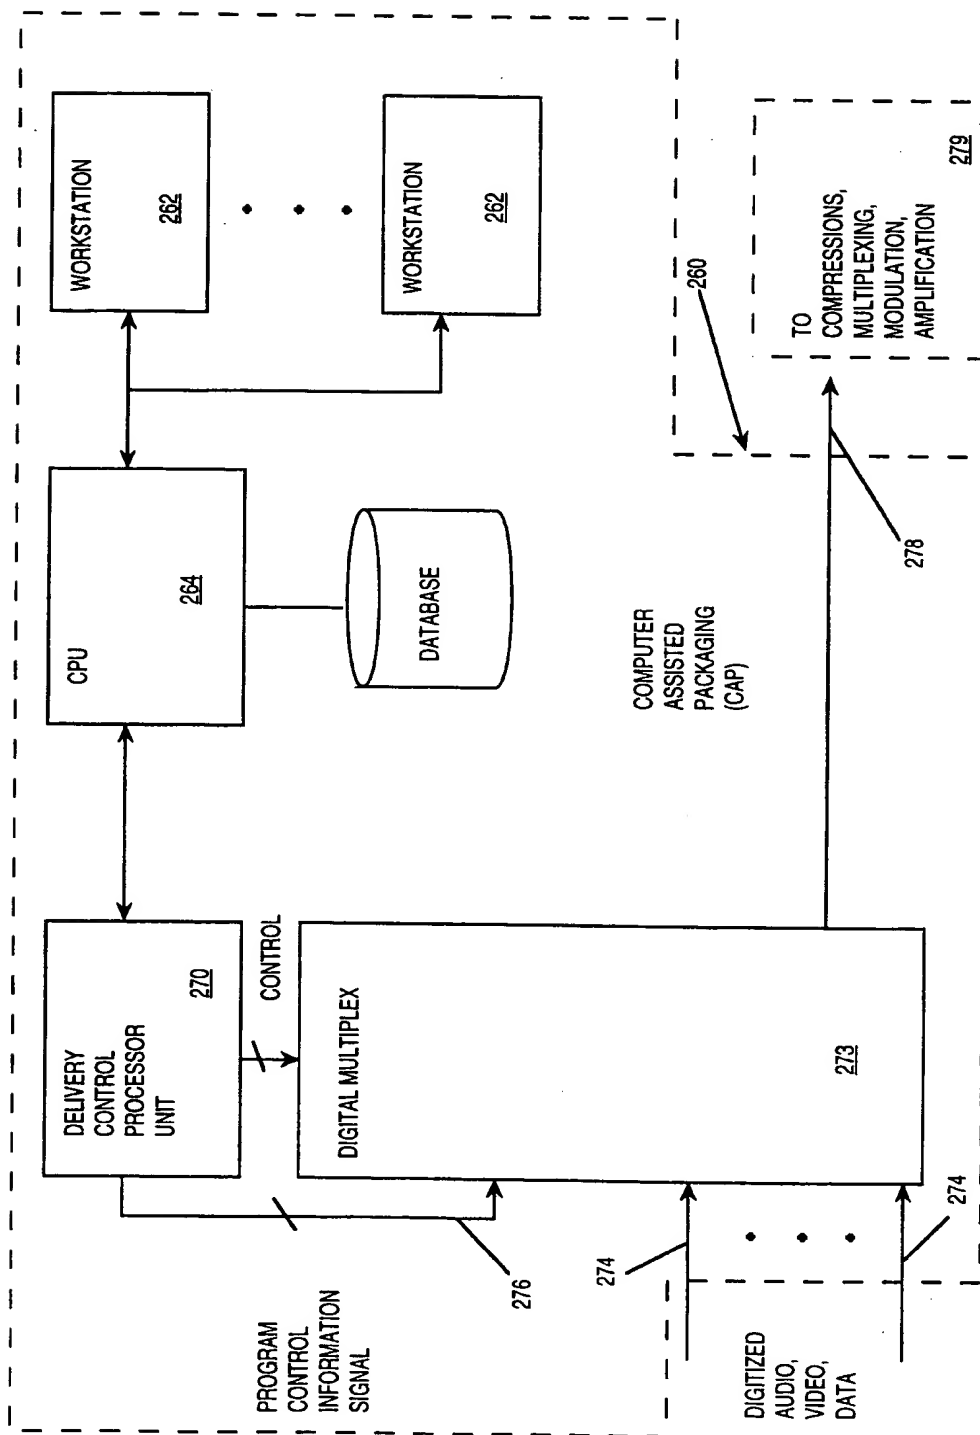 DELIVERY
CONTROL
PROCESSOR
UNIT
270
CPU
264
WORKSTATION
262
WORKSTATION
262
DATABASE
PROGRAM
CONTROL
INFORMATION
SIGNAL
276
CONTROL
DIGITAL MULTIPLEX
273
COMPUTER
ASSISTED
PACKAGING
(CAP)
260
274
274
DIGITIZED
AUDIO,
VIDEO,
DATA
278
TO
COMPRESSIONS,
MULTIPLEXING,
MODULATION,
AMPLIFICATION
279